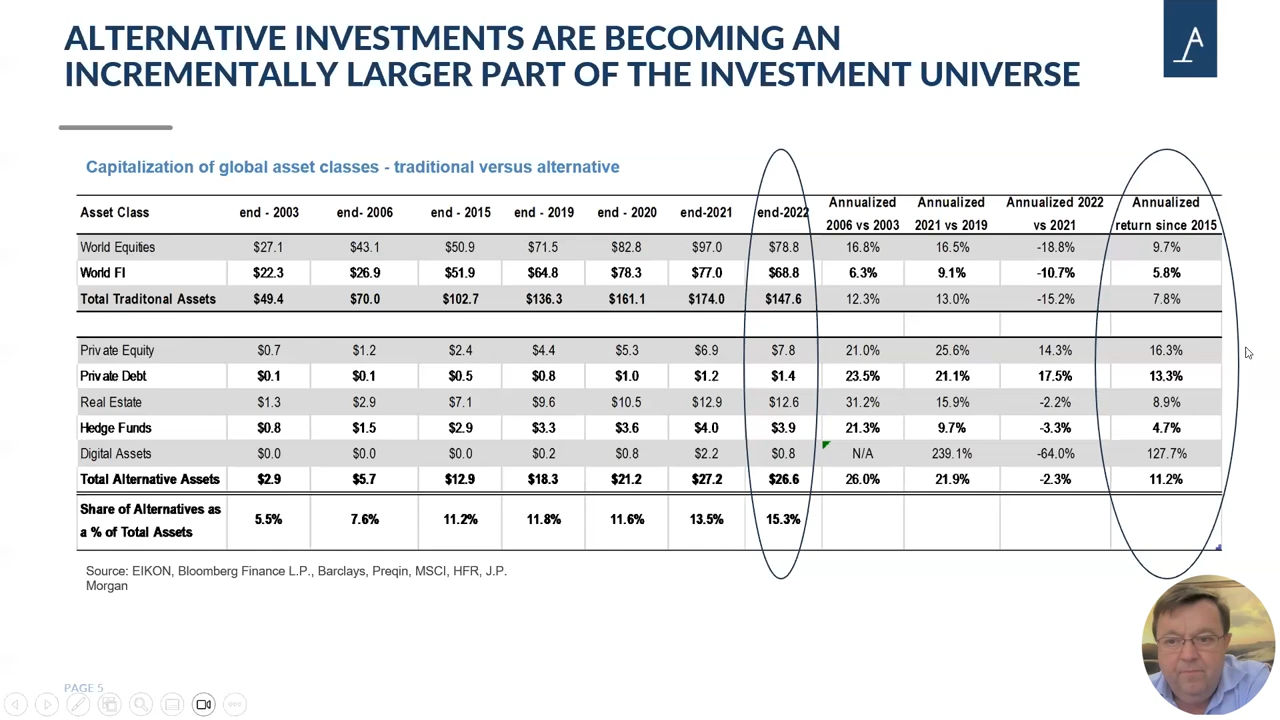 ALTERNATIVE INVESTMENTS ARE BECOMING AN
INCREMENTALLY LARGER PART OF THE INVESTMENT UNIVERSE
Capitalization of global asset classes - traditional versus alternative
Asset Class end - 2003 end- 2006 end - 2015 end - 2019 end - 2020 end-2021 end-2022 Annualized 2006 vs 2003 Annualized 2021 vs 2019 Annualized 2022 vs 2021 Annualized return since 2015
World Equities $27.1 $43.1 $50.9 $71.5 $82.8 $97.0 $78.8 16.8% 16.5% -18.8% 9.7%
World FI $22.3 $26.9 $51.9 $64.8 $78.3 $77.0 $68.8 6.3% 9.1% -10.7% 5.8%
Total Traditonal Assets $49.4 $70.0 $102.7 $136.3 $161.1 $174.0 $147.6 12.3% 13.0% -15.2% 7.8%
Private Equity $0.7 $1.2 $2.4 $4.4 $5.3 $6.9 $7.8 21.0% 25.6% 14.3% 16.3%
Private Debt $0.1 $0.1 $0.5 $0.8 $1.0 $1.2 $1.4 23.5% 21.1% 17.5% 13.3%
Real Estate $1.3 $2.9 $7.1 $9.6 $10.5 $12.9 $12.6 31.2% 15.9% -2.2% 8.9%
Hedge Funds $0.8 $1.5 $2.9 $3.3 $3.6 $4.0 $3.9 21.3% 9.7% -3.3% 4.7%
Digital Assets $0.0 $0.0 $0.0 $0.2 $0.8 $2.2 $0.8 N/A 239.1% -64.0% 127.7%
Total Alternative Assets $2.9 $5.7 $12.9 $18.3 $21.2 $27.2 $26.6 26.0% 21.9% -2.3% 11.2%
Share of Alternatives as
a % of Total Assets 5.5% 7.6% 11.2% 11.8% 11.6% 13.5% 15.3%
Source: EIKON, Bloomberg Finance L.P., Barclays, Preqin, MSCI, HFR, J.P.
Morgan
PAGE 5